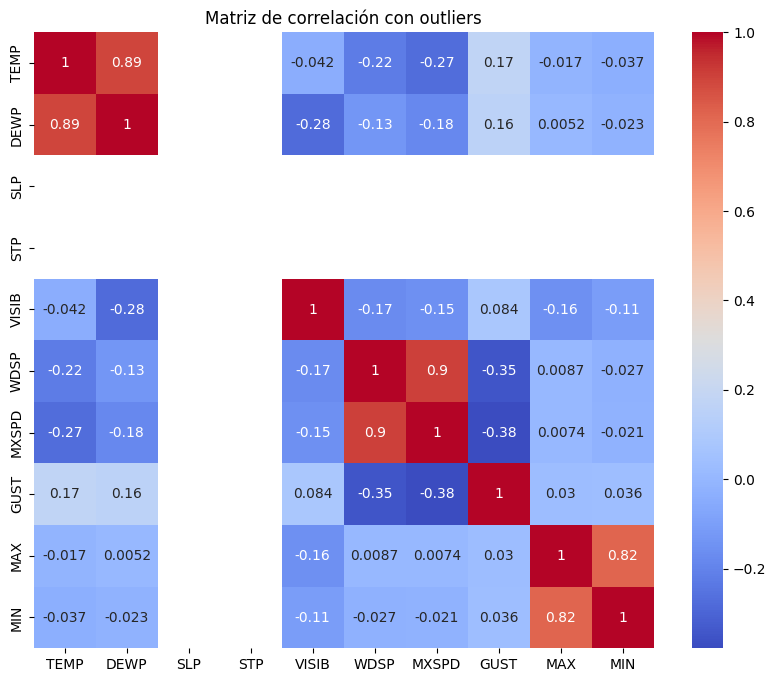 Matriz de correlación con outliers
TEMP 1 0.89 -0.042 -0.22 -0.27 0.17 -0.017 -0.037
DEWP 0.89 1 -0.28 -0.13 -0.18 0.16 0.0052 -0.023
SLP
STP
VISIB -0.042 -0.28 1 -0.17 -0.15 0.084 -0.16 -0.11
WDSP -0.22 -0.13 -0.17 1 0.9 -0.35 0.0087 -0.027
MXSPD -0.27 -0.18 -0.15 0.9 1 -0.38 0.0074 -0.021
GUST 0.17 0.16 0.084 -0.35 -0.38 1 0.03 0.036
MAX -0.017 0.0052 -0.16 0.0087 0.0074 0.03 1 0.82
MIN -0.037 -0.023 -0.11 -0.027 -0.021 0.036 0.82 1
TEMP DEWP SLP STP VISIB WDSP MXSPD GUST MAX MIN
1.0
0.8
0.6
0.4
0.2
0.0
−0.2